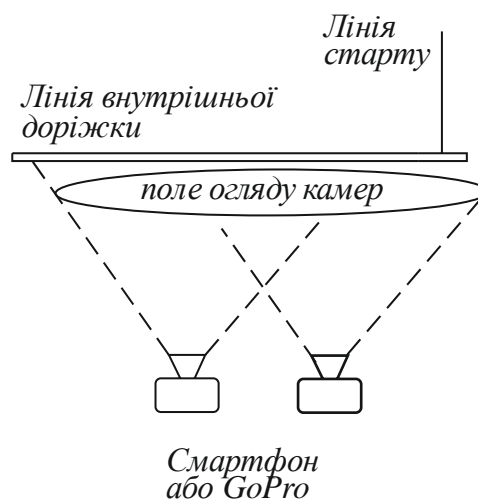 Лінія
старту
Лінія внутрішньої
доріжки
поле огляду камер
Смартфон
або GoPro